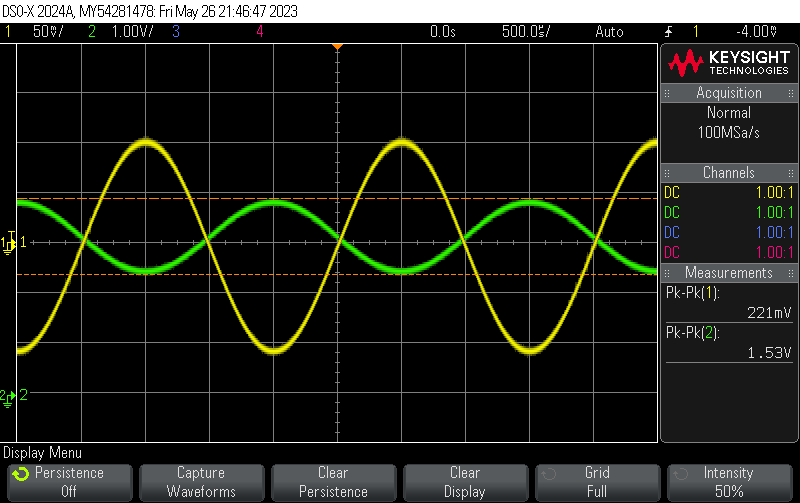 DSO-X 2024A, MY54281478: Fri May 26 21:46:47 2023
1 50mV/ 2 1.00V/ 3 4 0.0s 500.0µs/ Auto 1 -4.00mV
KEYSIGHT
TECHNOLOGIES
Acquisition
Normal
100MSa/s
Channels
DC 1.00:1
DC 1.00:1
DC 1.00:1
DC 1.00:1
Measurements
Pk-Pk(1):
221mV
Pk-Pk(2):
1.53V
T
1 1
2 2
Display Menu
Persistence
Off
Capture
Waveforms
Clear
Persistence
Clear
Display
Grid
Full
Intensity
50%